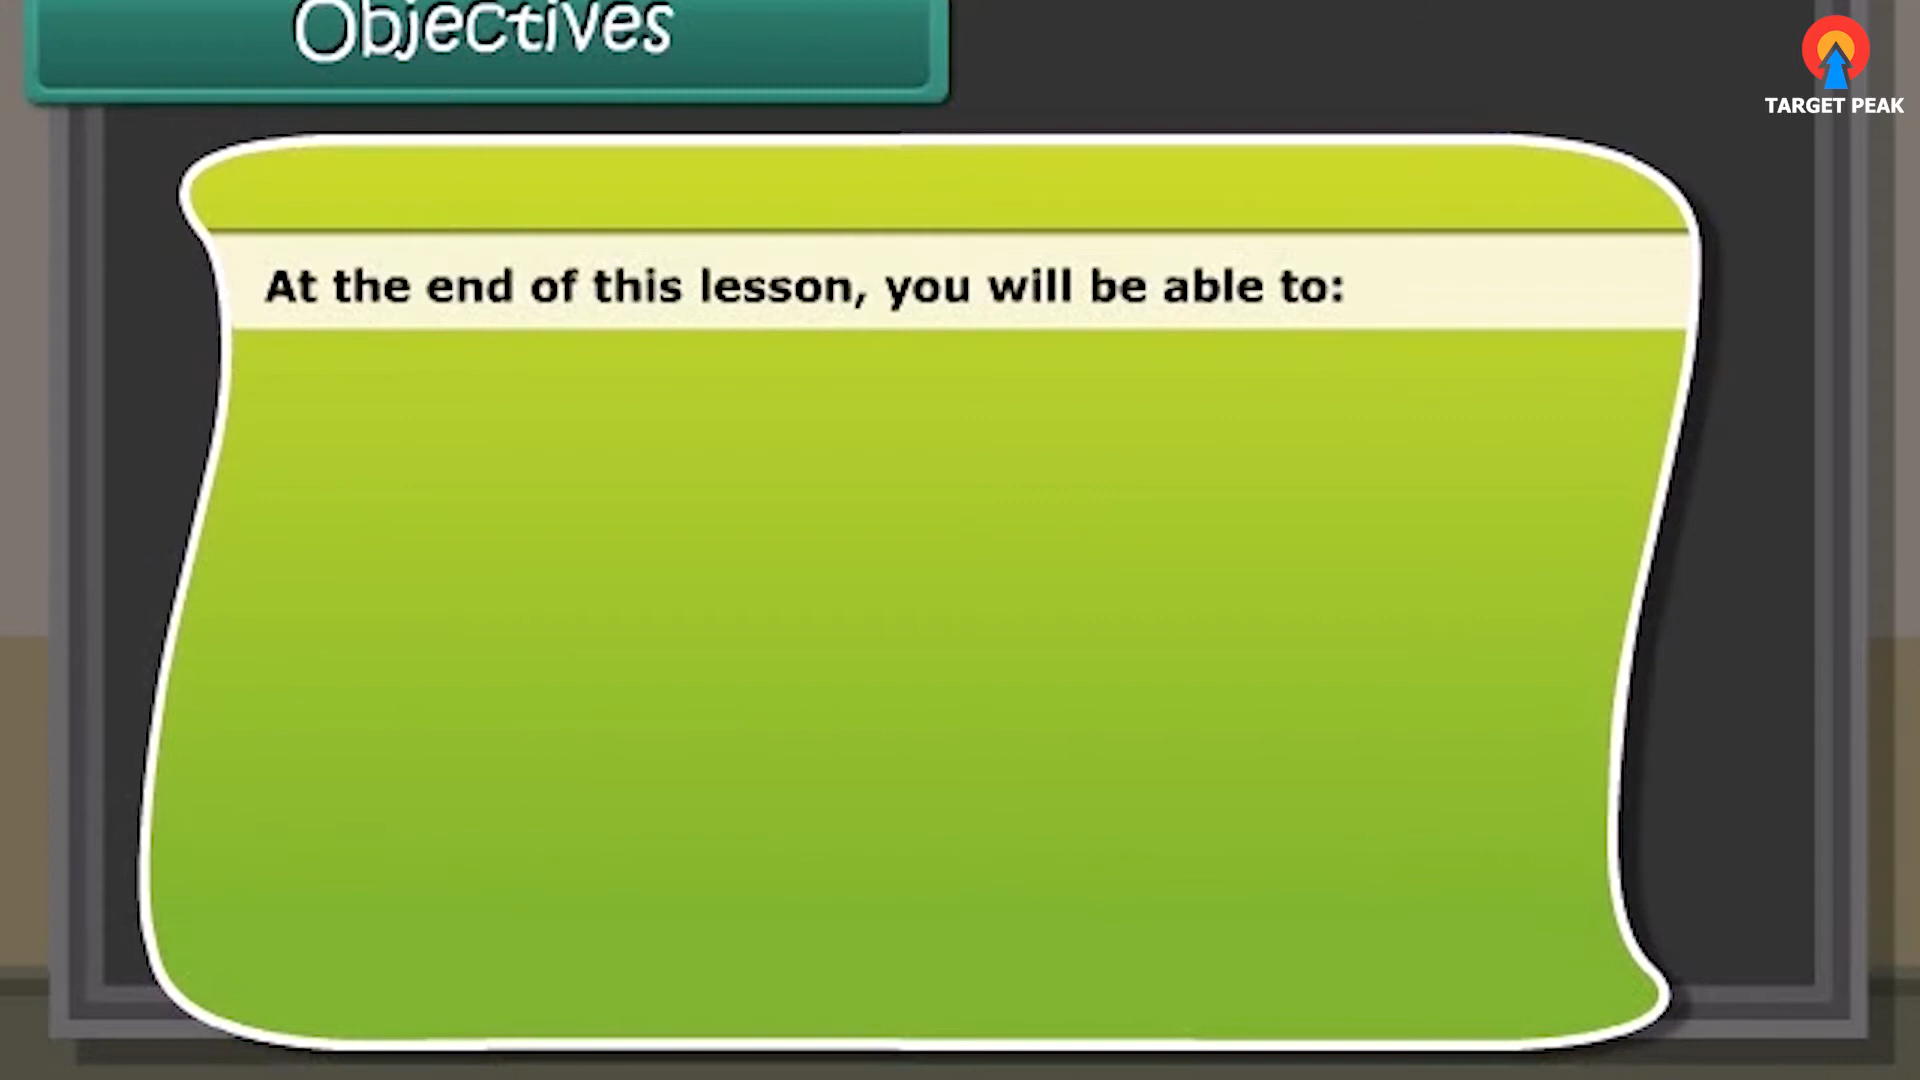 Objectives
TARGET PEAK
At the end of this lesson, you will be able to: